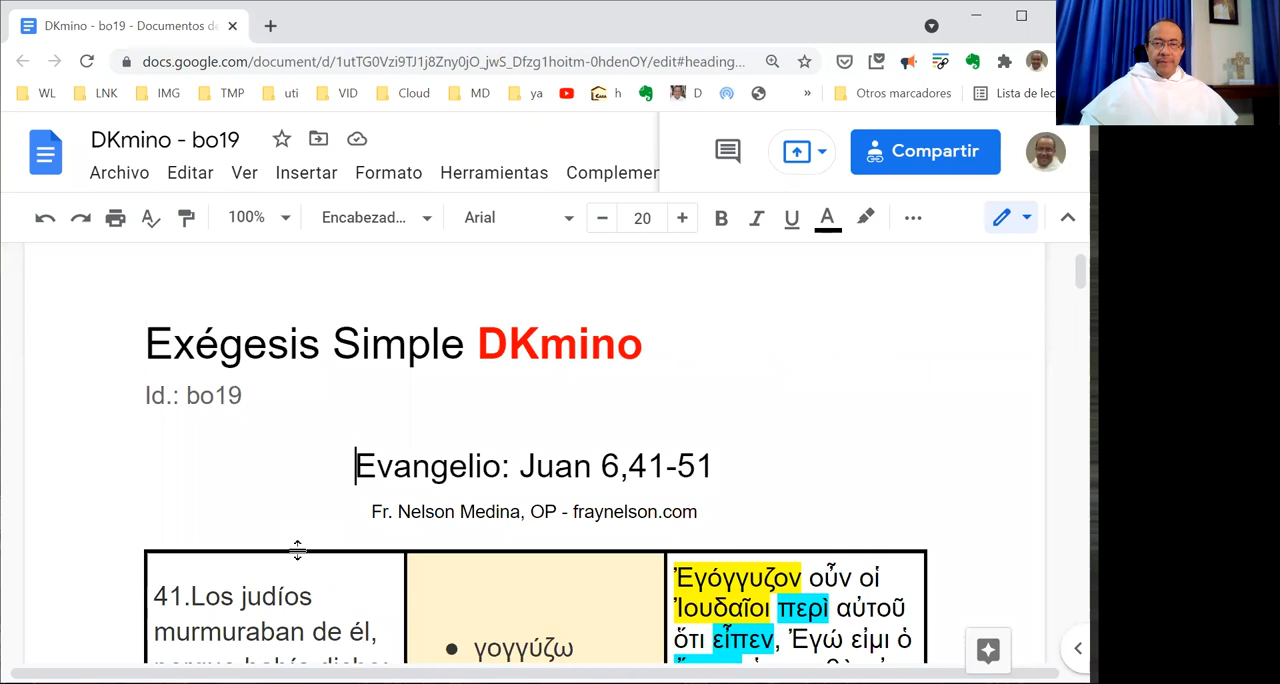 DKmino - bo19 - Documentos de
docs.google.com/document/d/1utTG0Vzi9TJ1j8Zny0jO_jwS_Dfzg1hoitm-0hdenOY/edit#heading...
WL LNK IMG TMP uti VID Cloud MD ya h D » Otros marcadores Lista de lec
DKmino - bo19
Compartir
Archivo Editar Ver Insertar Formato Herramientas Complemen
100% Encabezad... Arial 20 B I U A
Exégesis Simple DKmino
Id.: bo19
Evangelio: Juan 6,41-51
Fr. Nelson Medina, OP - fraynelson.com
41.Los judíos
murmuraban de él,
porque había dicho:
● γογγύζω
Ἐγόγγυζον οὖν οἱ
Ἰουδαῖοι περὶ αὐτοῦ
ὅτι εἶπεν, Ἐγώ εἰμι ὁ